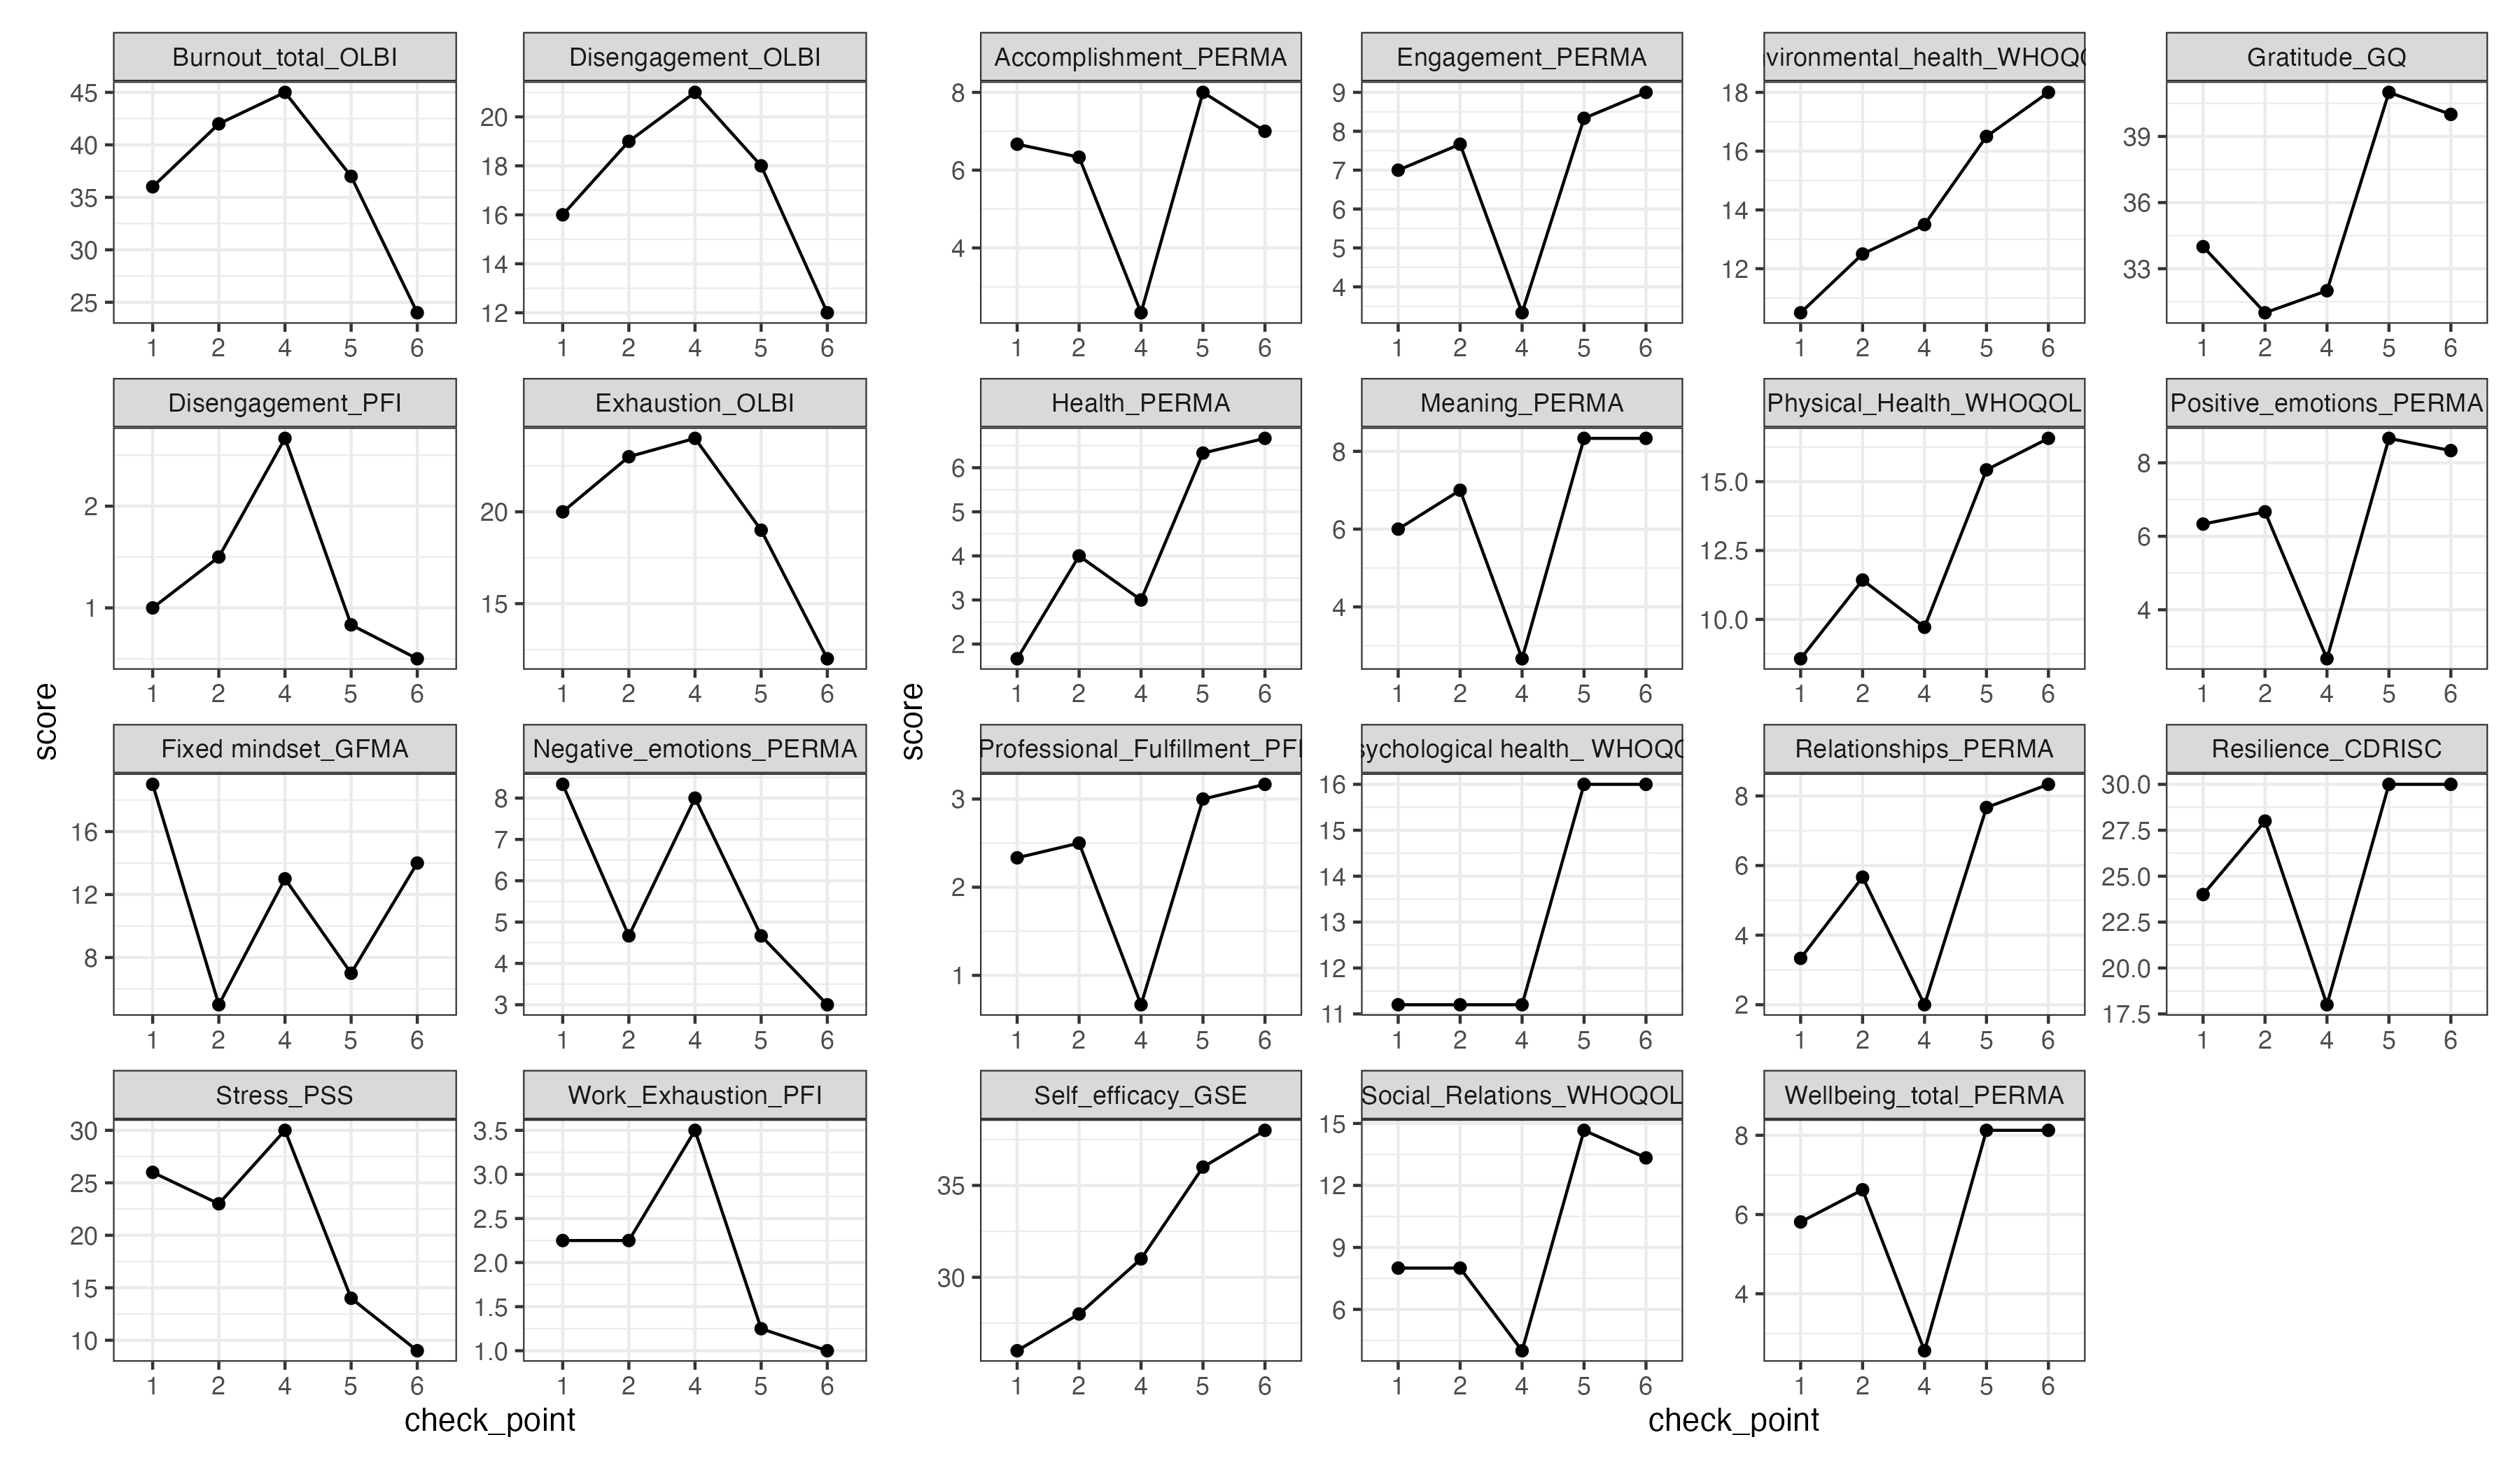 score
Burnout_total_OLBI
45
40
35
30
25
1 2 4 5 6
Disengagement_OLBI
20
18
16
14
12
1 2 4 5 6
Disengagement_PFI
2
1
1 2 4 5 6
Exhaustion_OLBI
20
15
1 2 4 5 6
Fixed mindset_GFMA
16
12
8
1 2 4 5 6
Negative_emotions_PERMA
8
7
6
5
4
3
1 2 4 5 6
Stress_PSS
30
25
20
15
10
1 2 4 5 6
Work_Exhaustion_PFI
3.5
3.0
2.5
2.0
1.5
1.0
1 2 4 5 6
check_point
score
Accomplishment_PERMA
8
6
4
1 2 4 5 6
Engagement_PERMA
9
8
7
6
5
4
1 2 4 5 6
vironmental_health_WHOQO
18
16
14
12
1 2 4 5 6
Gratitude_GQ
39
36
33
1 2 4 5 6
Health_PERMA
6
5
4
3
2
1 2 4 5 6
Meaning_PERMA
8
6
4
1 2 4 5 6
Physical_Health_WHOQOL
15.0
12.5
10.0
1 2 4 5 6
Positive_emotions_PERMA
8
6
4
1 2 4 5 6
Professional_Fulfillment_PFI
3
2
1
1 2 4 5 6
sychological health_ WHOQO
16
15
14
13
12
11
1 2 4 5 6
Relationships_PERMA
8
6
4
2
1 2 4 5 6
Resilience_CDRISC
30.0
27.5
25.0
22.5
20.0
17.5
1 2 4 5 6
Self_efficacy_GSE
35
30
1 2 4 5 6
Social_Relations_WHOQOL
15
12
9
6
1 2 4 5 6
Wellbeing_total_PERMA
8
6
4
1 2 4 5 6
check_point